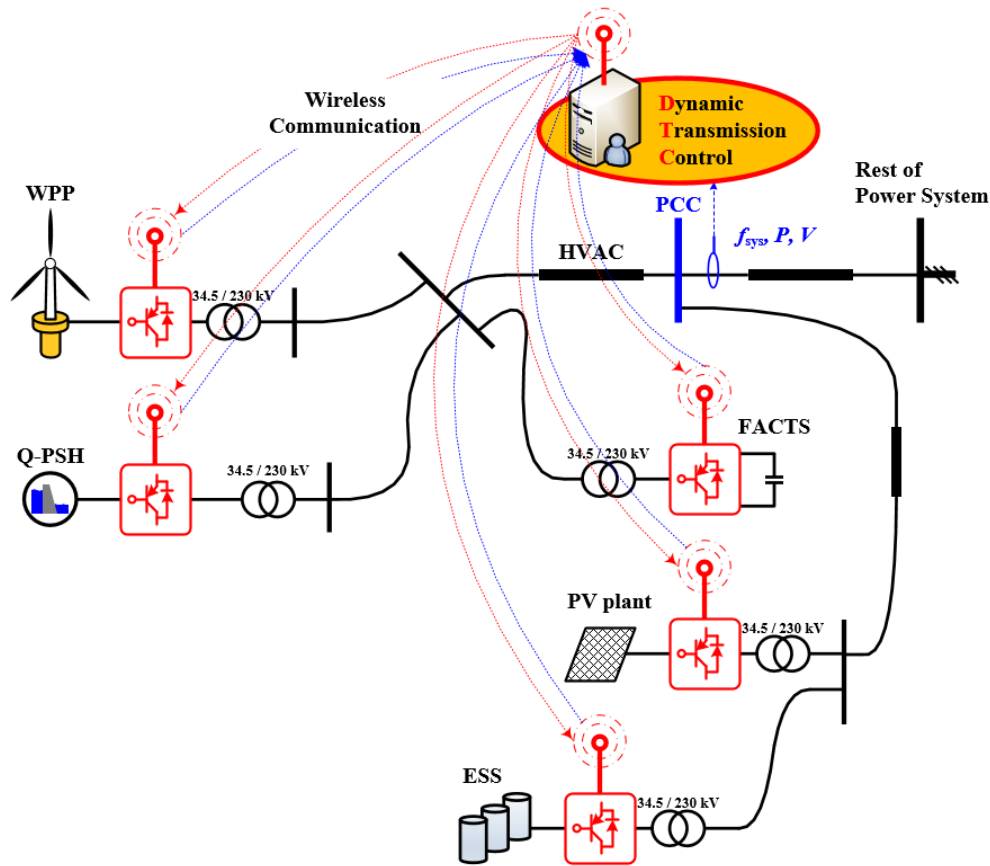 Wireless
Communication
Dynamic
Transmission
Control
WPP
PCC
Rest of
Power System
fsys, P, V
HVAC
34.5 / 230 kV
Q-PSH
34.5 / 230 kV
34.5 / 230 kV
FACTS
PV plant
34.5 / 230 kV
ESS
34.5 / 230 kV